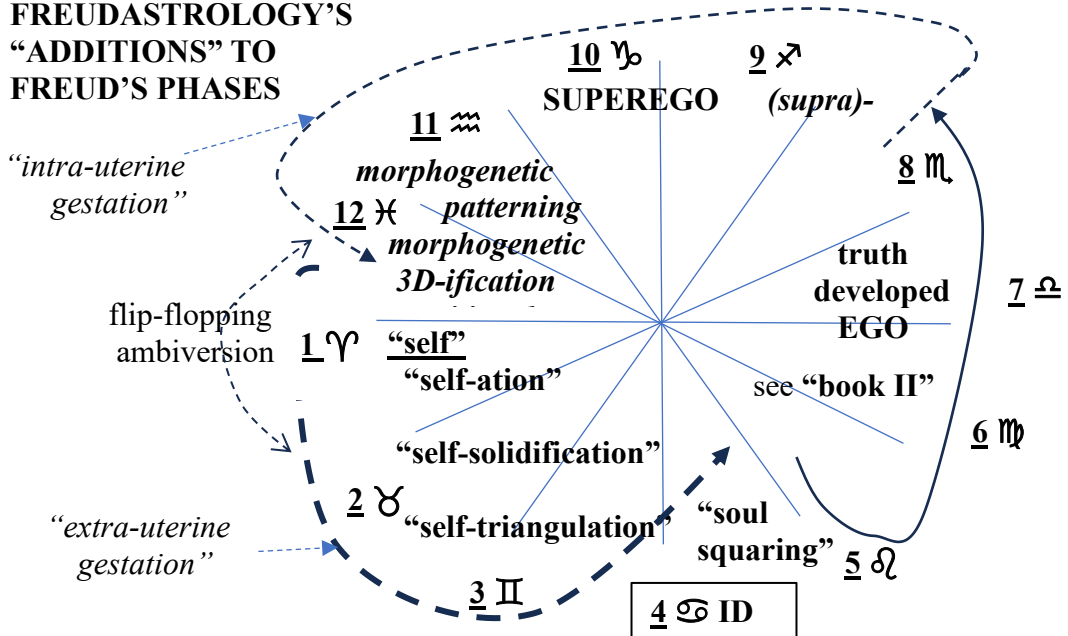 FREUDASTROLOGY’S
“ADDITIONS” TO
FREUD’S PHASES
10 ♑
SUPEREGO
9 ♐
(supra)-
11 ♒
morphogenetic
patterning
“intra-uterine
gestation”
12 ♓
morphogenetic
3D-ification
8 ♏
truth
developed
EGO
7 ♎
flip-flopping
ambiversion
1 ♈
“self”
“self-ation”
see “book II”
6 ♍
“self-solidification”
2 ♉
“self-triangulation”
“soul
squaring”
“extra-uterine
gestation”
5 ♌
3 ♊
4 ♋ ID